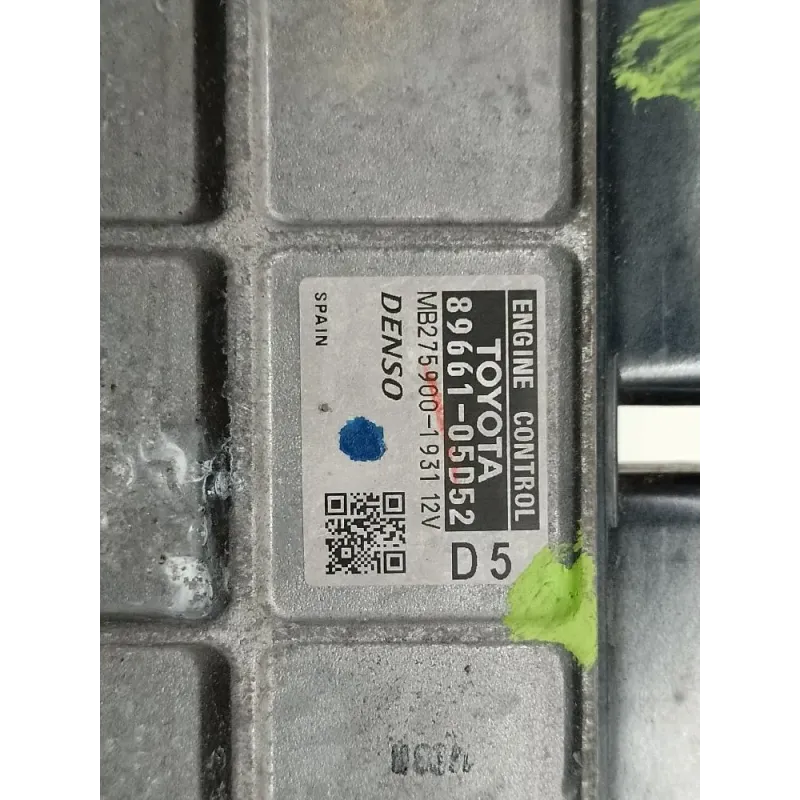 ENGINE CONTROL
TOYOTA
89661-05D52
D5
MB275900-1931 12V
DENSO
SPAIN